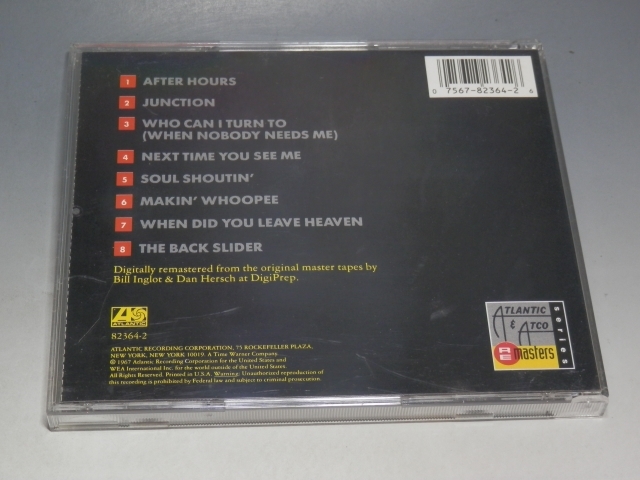 1 AFTER HOURS
2 JUNCTION
3 WHO CAN I TURN TO
(WHEN NOBODY NEEDS ME)
4 NEXT TIME YOU SEE ME
5 SOUL SHOUTIN'
6 MAKIN' WHOOPEE
7 WHEN DID YOU LEAVE HEAVEN
8 THE BACK SLIDER
Digitally remastered from the original master tapes by
Bill Inglot & Dan Hersch at DigiPrep.
ATLANTIC
82364-2
ATLANTIC RECORDING CORPORATION, 75 ROCKEFELLER PLAZA,
NEW YORK, NEW YORK 10019. A Time Warner Company.
℗ 1967 Atlantic Recording Corporation for the United States and
WEA International Inc. for the world outside of the United States.
All Rights Reserved. Printed in U.S.A. Warning: Unauthorized reproduction of
this recording is prohibited by Federal law and subject to criminal prosecution.
0 7567-82364-2 6
ATLANTIC
& ATCO
RE
masters
series